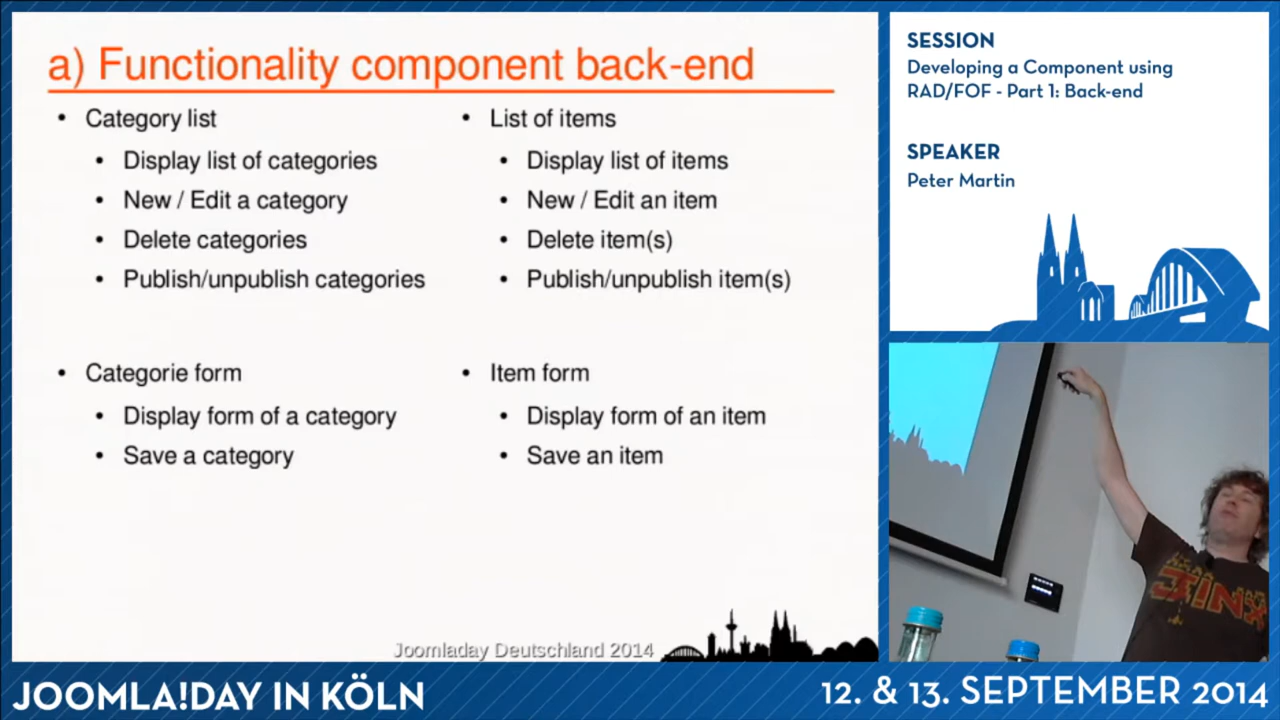 a) Functionality component back-end
• Category list
• Display list of categories
• New / Edit a category
• Delete categories
• Publish/unpublish categories
• Categorie form
• Display form of a category
• Save a category
• List of items
• Display list of items
• New / Edit an item
• Delete item(s)
• Publish/unpublish item(s)
• Item form
• Display form of an item
• Save an item
Joomladay Deutschland 2014
SESSION
Developing a Component using
RAD/FOF - Part 1: Back-end
SPEAKER
Peter Martin
JINX
JOOMLA!DAY IN KÖLN
12. & 13. SEPTEMBER 2014